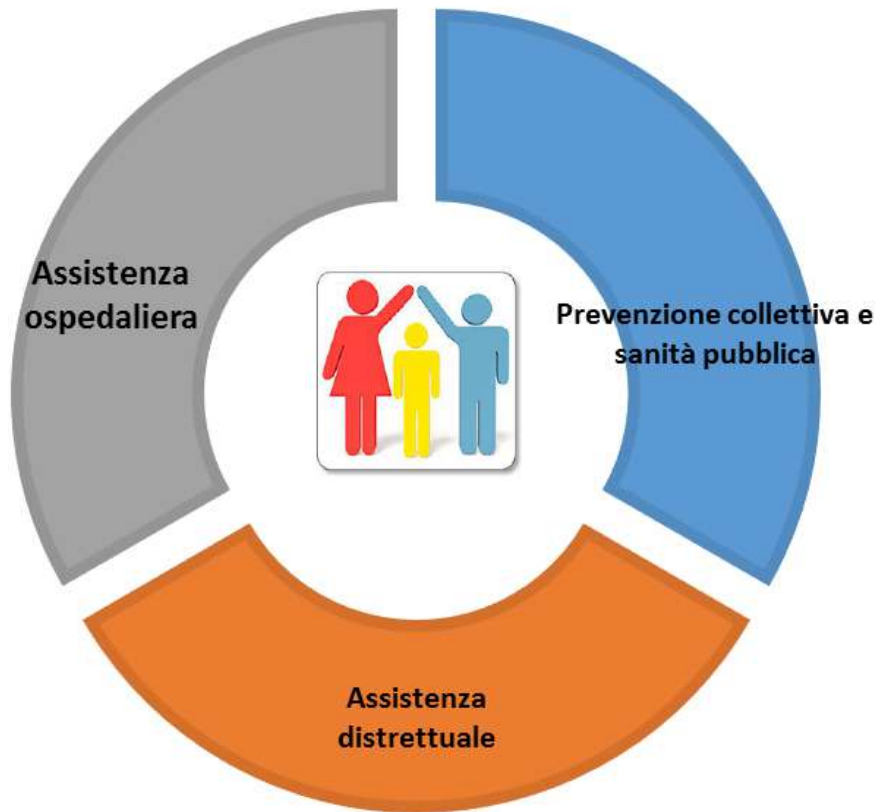 Assistenza
ospedaliera
Prevenzione collettiva e
sanità pubblica
Assistenza
distrettuale